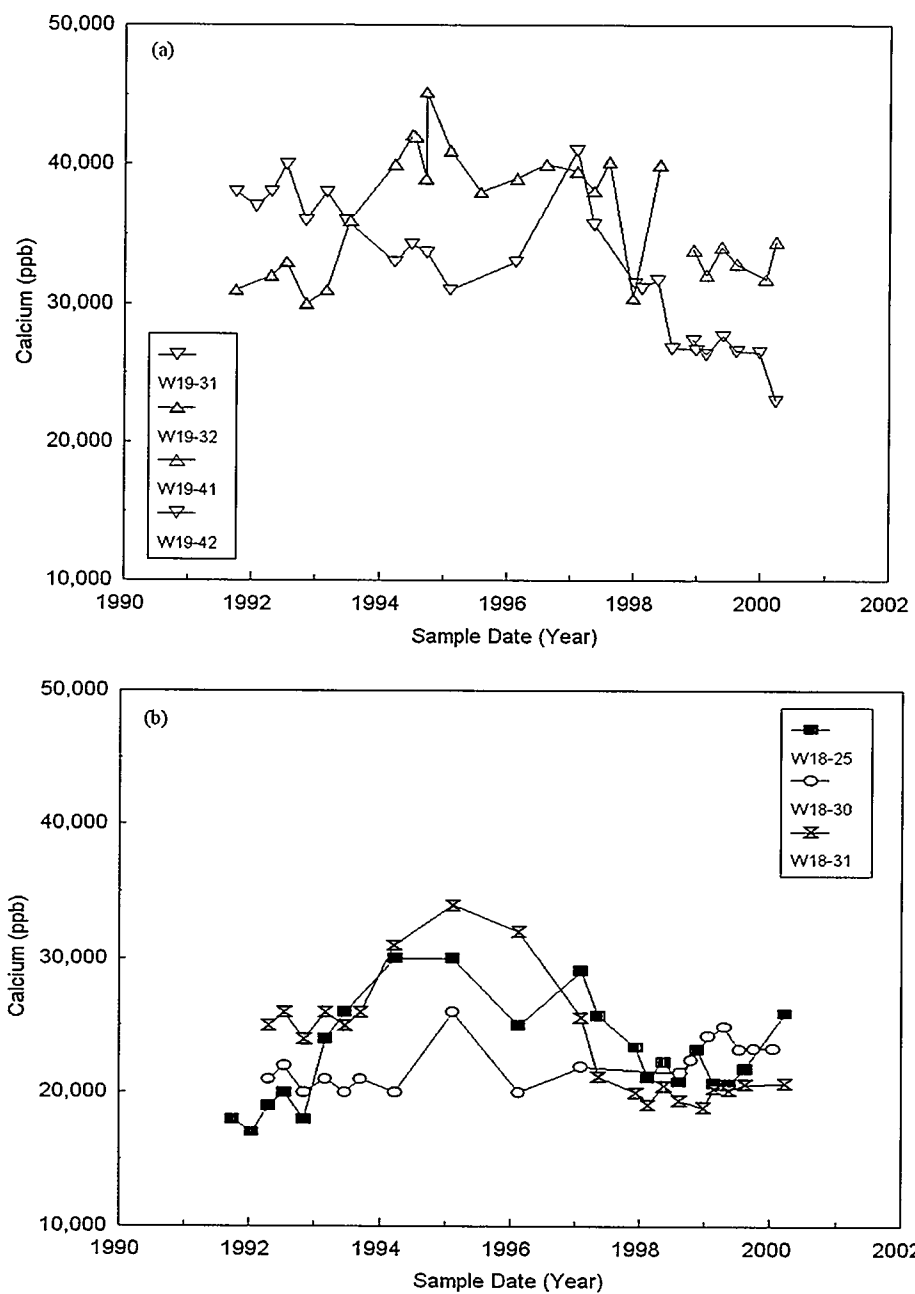 50,000
(a)
40,000
Calcium (ppb)
30,000
W19-31
W19-32
20,000
W19-41
W19-42
10,000
1990 1992 1994 1996 1998 2000 2002
Sample Date (Year)
50,000
(b)
W18-25
W18-30
40,000
W18-31
Calcium (ppb)
30,000
20,000
10,000
1990 1992 1994 1996 1998 2000 2002
Sample Date (Year)